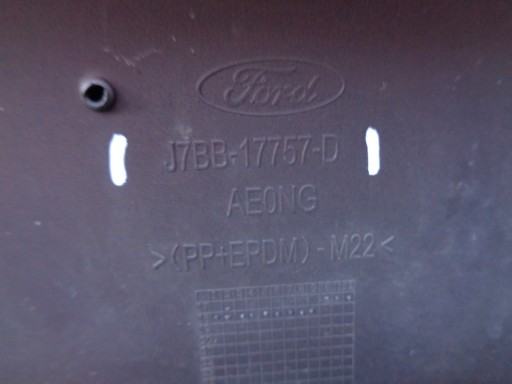 Ford
J7BB-17757-D
AE0NG
>(PP+EPDM)-M22<